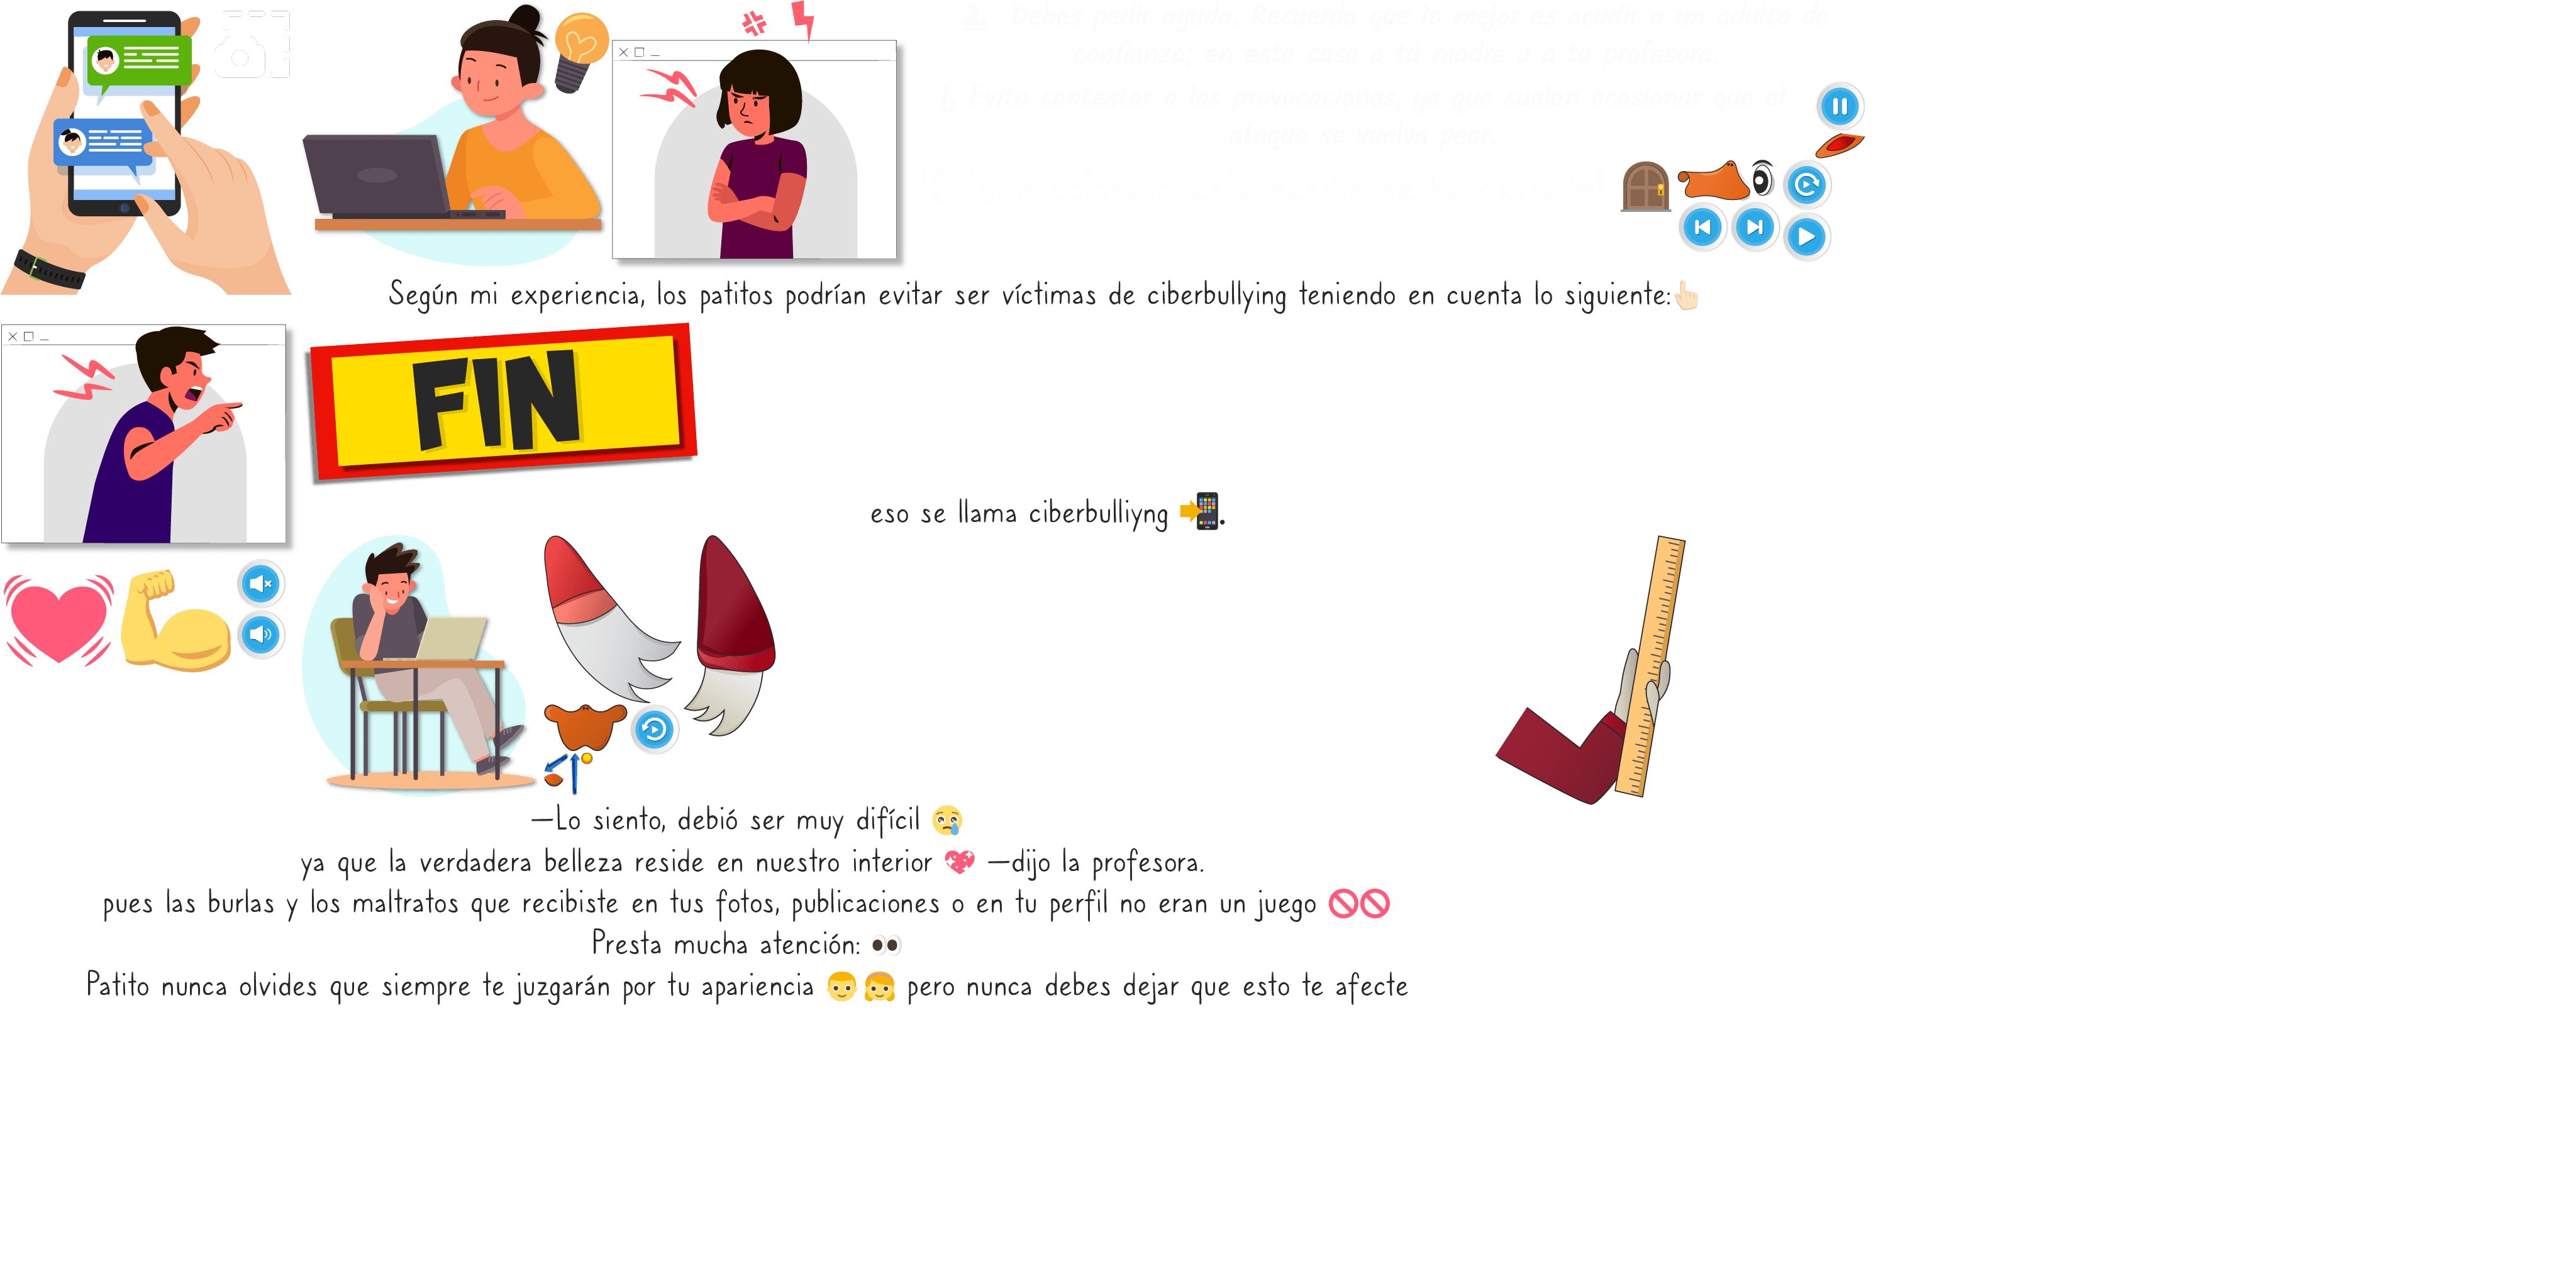 2. Debes pedir ayuda. Recuerda que lo mejor es acudir a un adulto de
confianza; en este caso a tú madre o a tu profesora.
1. Evita contestar a las provocaciones, ya que suelen ocasionar que el
ataque se vuelva peor.
Según mi experiencia, los patitos podrían evitar ser víctimas de ciberbullying teniendo en cuenta lo siguiente:👆🏻
FIN
eso se llama ciberbulliyng 📲.
—Lo siento, debió ser muy difícil 😢
ya que la verdadera belleza reside en nuestro interior 💖 —dijo la profesora.
pues las burlas y los maltratos que recibiste en tus fotos, publicaciones o en tu perfil no eran un juego 🚫🚫
Presta mucha atención: 👀
Patito nunca olvides que siempre te juzgarán por tu apariencia 👨👧 pero nunca debes dejar que esto te afecte